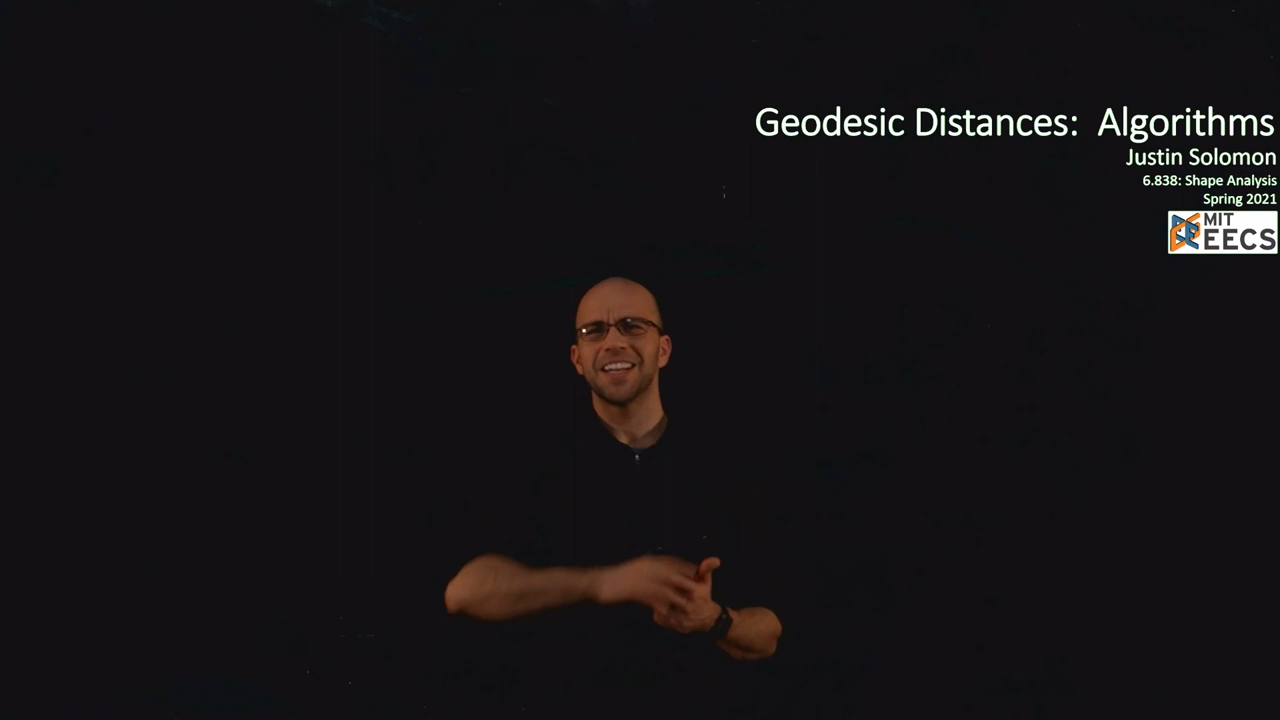 Geodesic Distances: Algorithms
Justin Solomon
6.838: Shape Analysis
Spring 2021
MIT
EECS